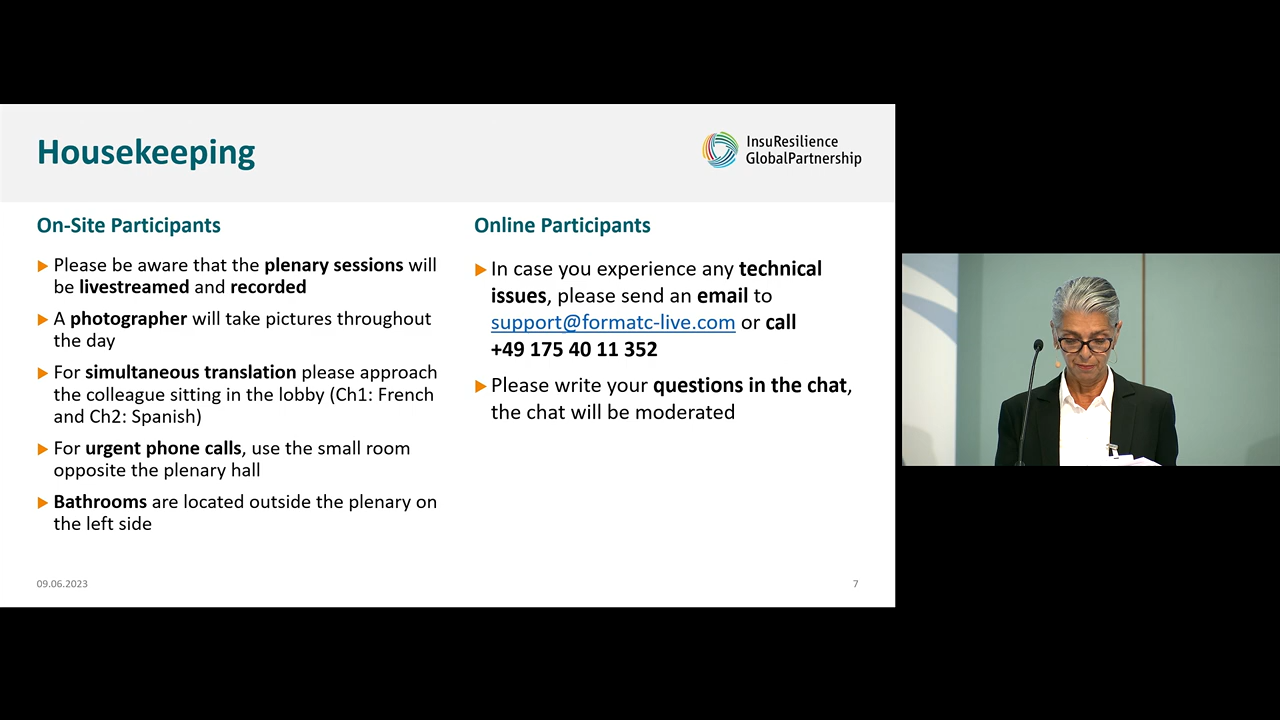 Housekeeping
InsuResilience
GlobalPartnership
On-Site Participants
Please be aware that the plenary sessions will
be livestreamed and recorded
A photographer will take pictures throughout
the day
For simultaneous translation please approach
the colleague sitting in the lobby (Ch1: French
and Ch2: Spanish)
For urgent phone calls, use the small room
opposite the plenary hall
Bathrooms are located outside the plenary on
the left side
Online Participants
In case you experience any technical
issues, please send an email to
support@formatc-live.com or call
+49 175 40 11 352
Please write your questions in the chat,
the chat will be moderated
09.06.2023
7